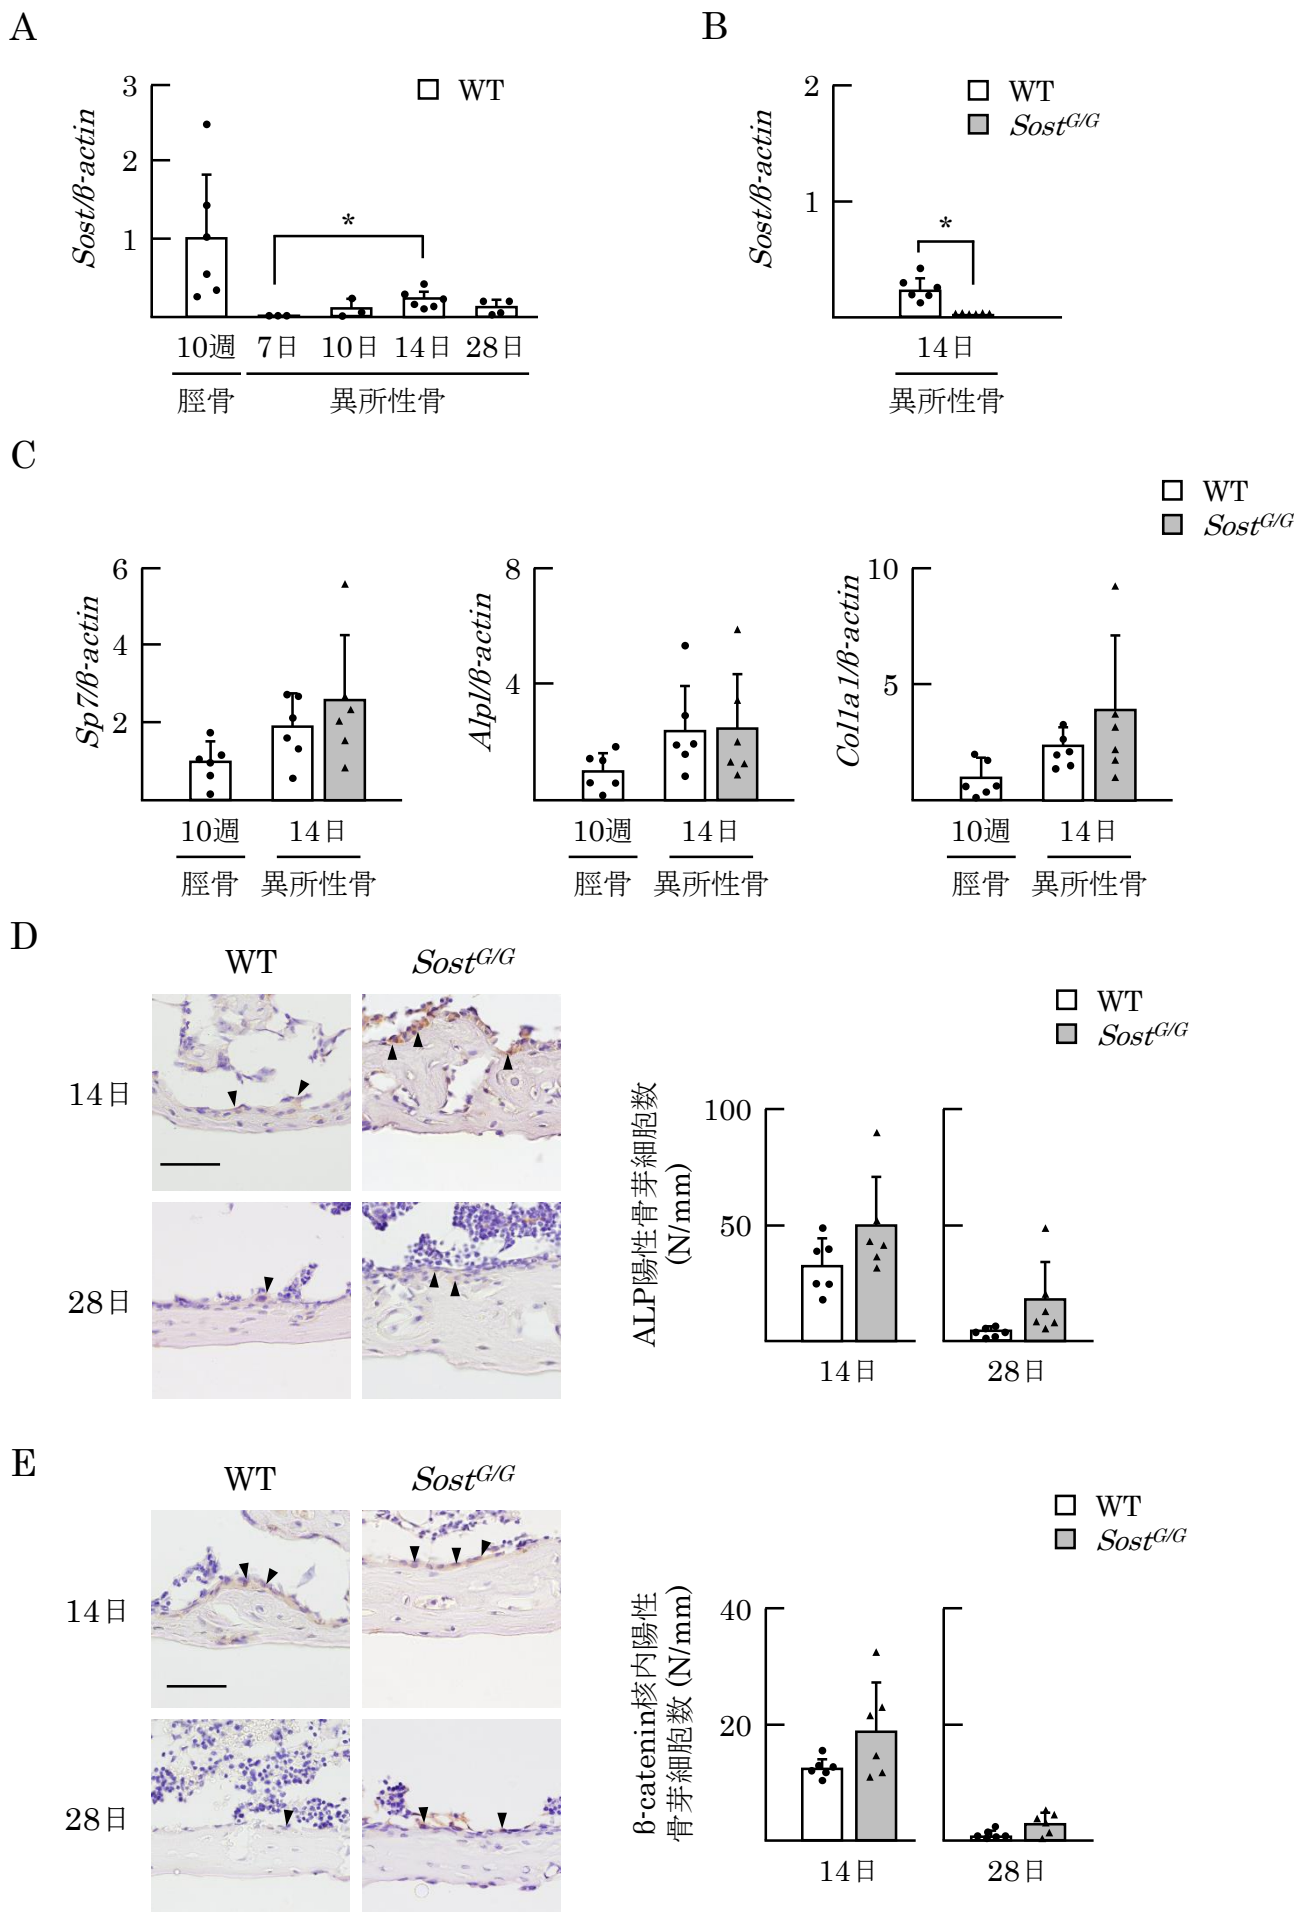 A
3
2
1
Sost/β-actin
WT
*
10週
7日
10日
14日
28日
脛骨
異所性骨
B
2
1
Sost/β-actin
WT
Sost^G/G
*
14日
異所性骨
C
WT
Sost^G/G
6
4
2
Sp7/β-actin
10週
14日
脛骨
異所性骨
8
4
Alpl/β-actin
10週
14日
脛骨
異所性骨
10
5
Col1a1/β-actin
10週
14日
脛骨
異所性骨
D
WT
Sost^G/G
14日
28日
WT
Sost^G/G
ALP陽性骨芽細胞数
(N/mm)
100
50
14日
28日
E
WT
Sost^G/G
14日
28日
WT
Sost^G/G
β-catenin核内陽性
骨芽細胞数 (N/mm)
40
20
14日
28日